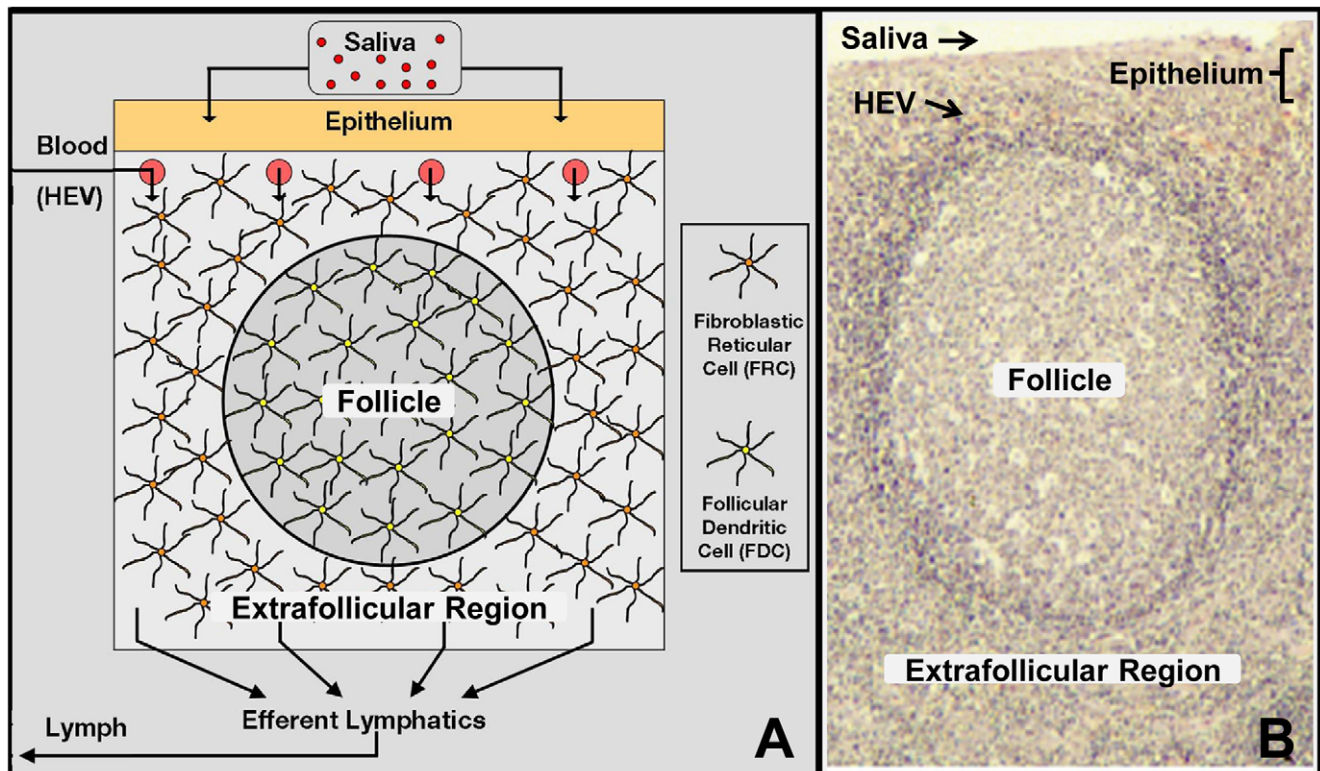 Saliva
Epithelium
Blood
(HEV)
Follicle
Extrafollicular Region
Efferent Lymphatics
Lymph
A
Fibroblastic
Reticular
Cell (FRC)
Follicular
Dendritic
Cell (FDC)
Saliva
Epithelium
HEV
Follicle
Extrafollicular Region
B